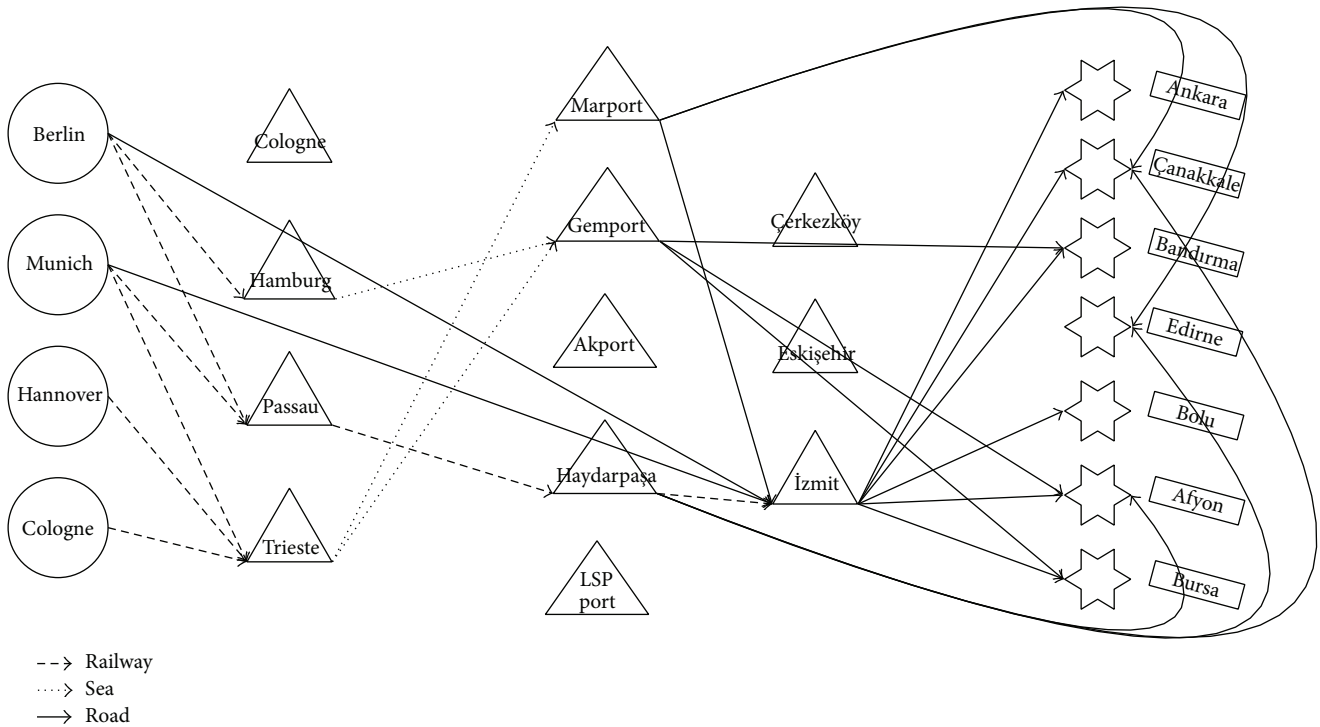 Berlin
Munich
Hannover
Cologne
Cologne
Hamburg
Passau
Trieste
Marport
Gemport
Akport
Haydarpaşa
LSP
port
Çerkezköy
Eskişehir
İzmit
Ankara
Çanakkale
Bandırma
Edirne
Bolu
Afyon
Bursa
Railway
Sea
Road